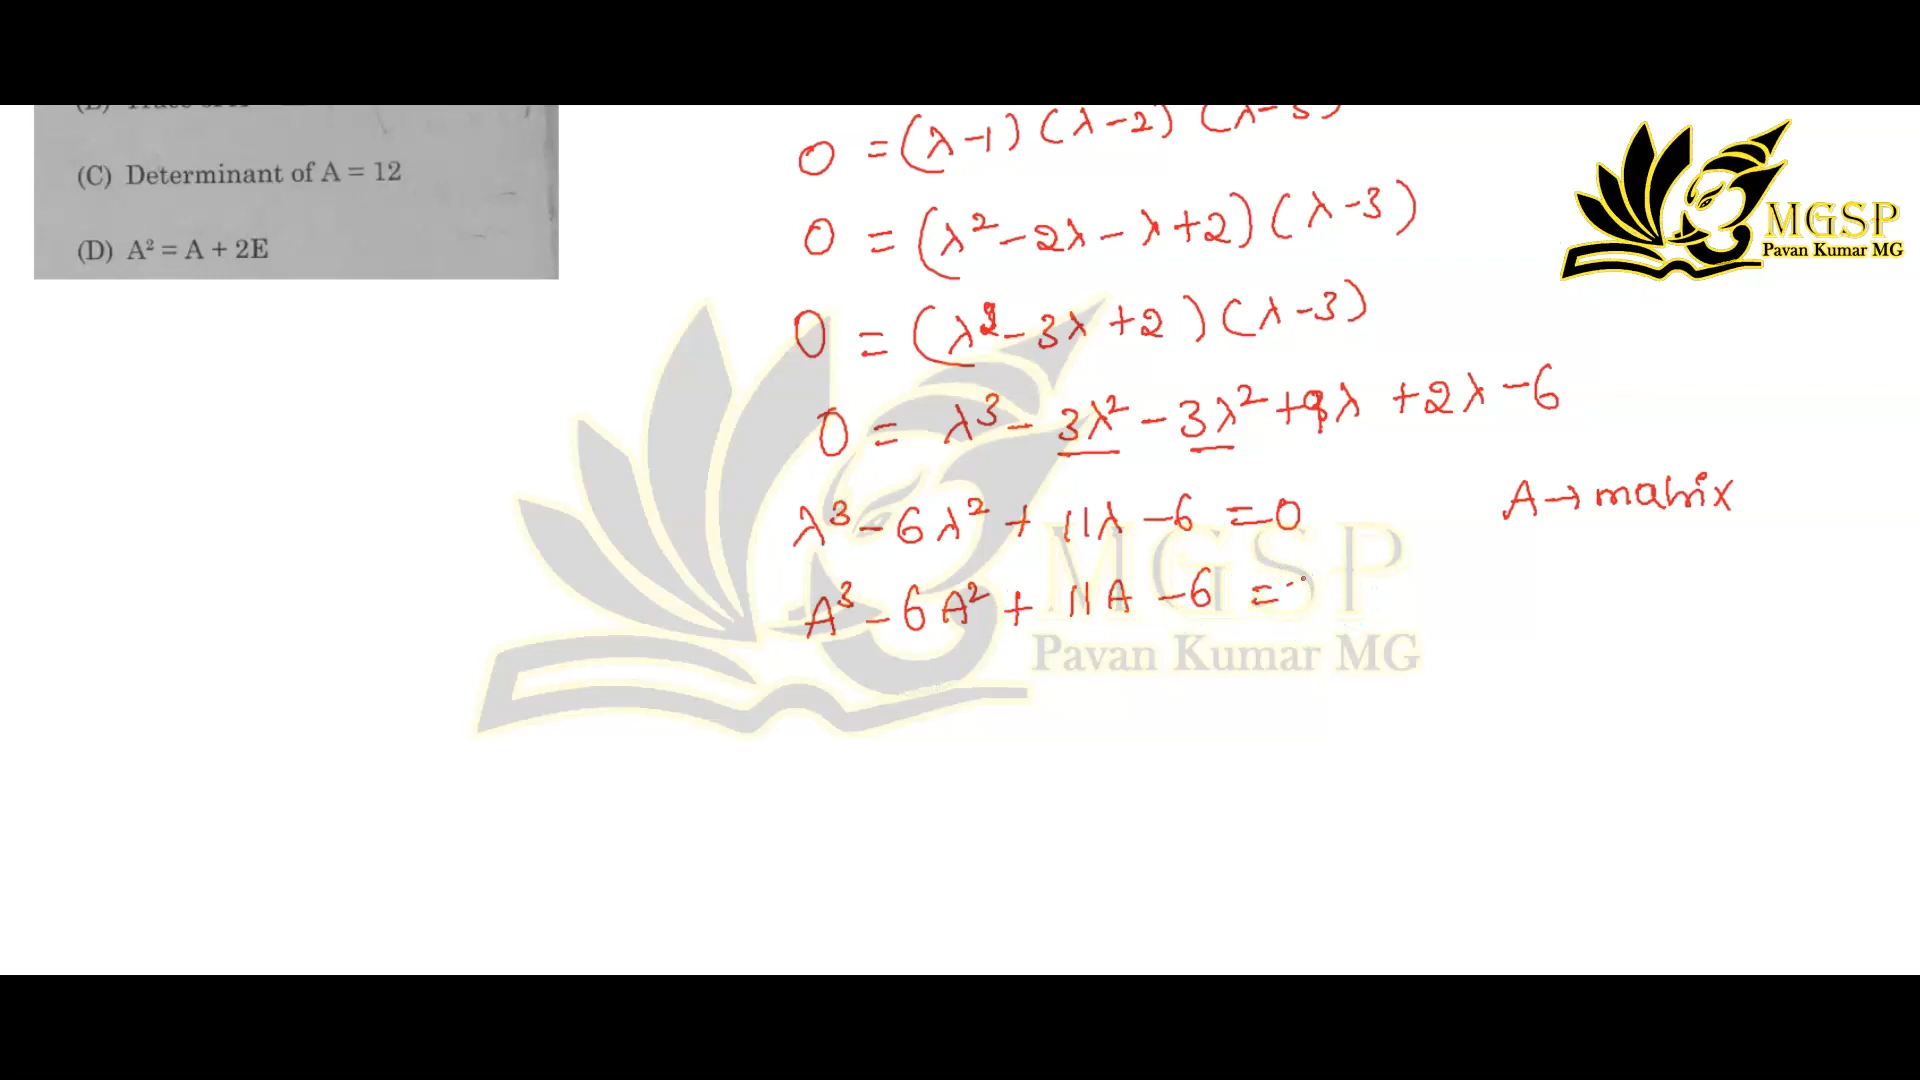 (C) Determinant of A = 12
(D) A² = A + 2E
0 = (λ-1) (λ-2) (λ-3)
0 = (λ² - 2λ - λ + 2) (λ - 3)
0 = (λ² - 3λ + 2) (λ - 3)
0 = λ³ - 3λ² - 3λ² + 9λ + 2λ - 6
λ³ - 6λ² + 11λ - 6 = 0
A → matrix
A³ - 6A² + 11A - 6 =
MGSP
Pavan Kumar MG
MGSP
Pavan Kumar MG